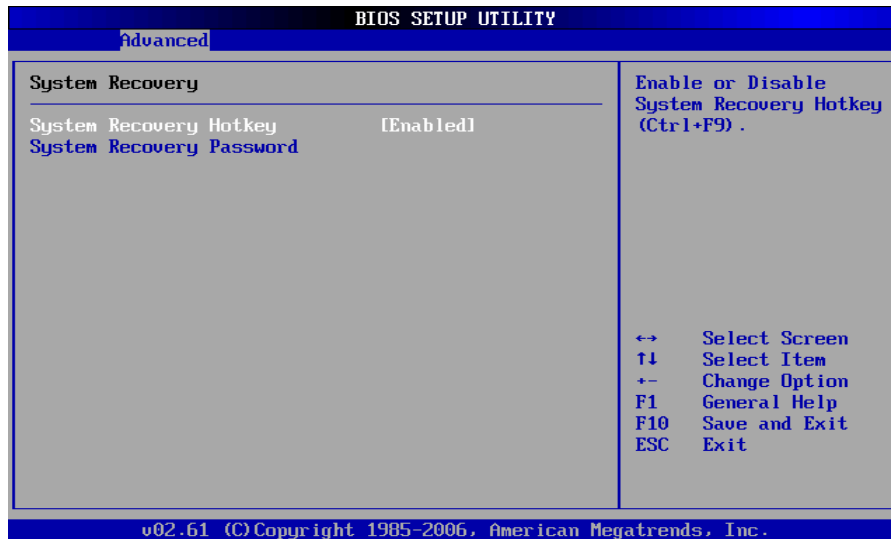 BIOS SETUP UTILITY
Advanced
System Recovery
System Recovery Hotkey [Enabled]
System Recovery Password
Enable or Disable
System Recovery Hotkey
(Ctrl+F9).
←→ Select Screen
↑↓ Select Item
+- Change Option
F1 General Help
F10 Save and Exit
ESC Exit
v02.61 (C)Copyright 1985-2006, American Megatrends, Inc.